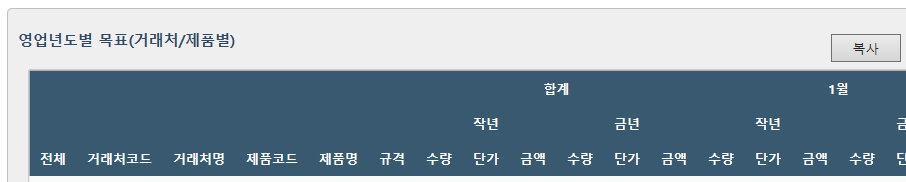 영업년도별 목표(거래처/제품별)
복사
합계 1월
작년 금년 작년
전체 거래처코드 거래처명 제품코드 제품명 규격 수량 단가 금액 수량 단가 금액 수량 단가 금액 수량